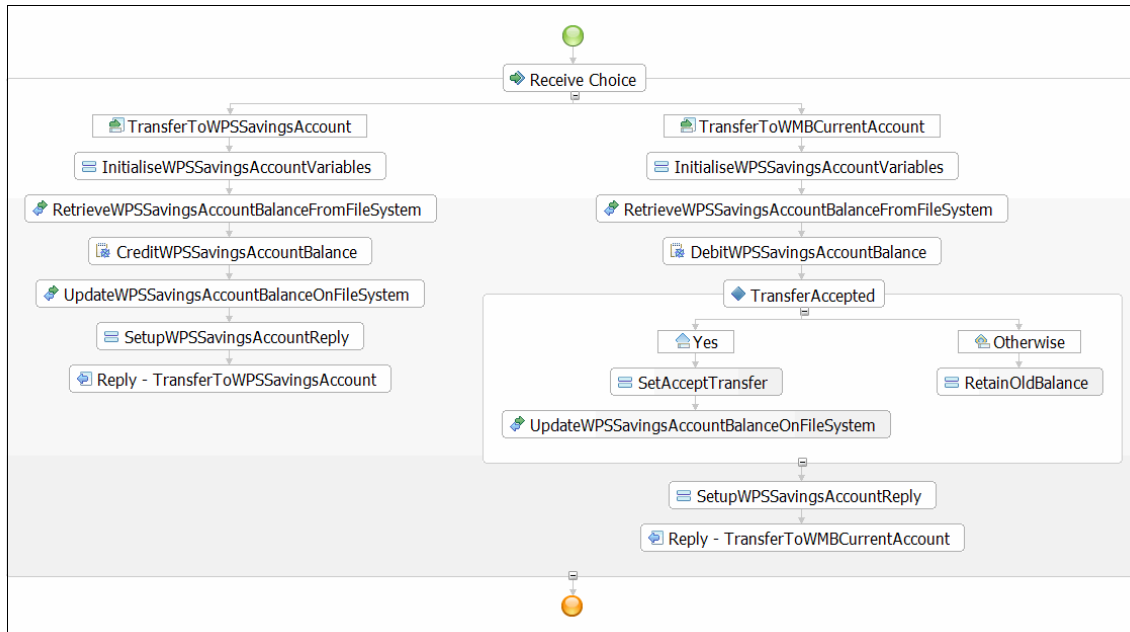 Receive Choice
TransferToWPSSavingsAccount
InitialiseWPSSavingsAccountVariables
RetrieveWPSSavingsAccountBalanceFromFileSystem
CreditWPSSavingsAccountBalance
UpdateWPSSavingsAccountBalanceOnFileSystem
SetupWPSSavingsAccountReply
Reply - TransferToWPSSavingsAccount
TransferToWMBCurrentAccount
InitialiseWPSSavingsAccountVariables
RetrieveWPSSavingsAccountBalanceFromFileSystem
DebitWPSSavingsAccountBalance
TransferAccepted
Yes
SetAcceptTransfer
UpdateWPSSavingsAccountBalanceOnFileSystem
Otherwise
RetainOldBalance
SetupWPSSavingsAccountReply
Reply - TransferToWMBCurrentAccount